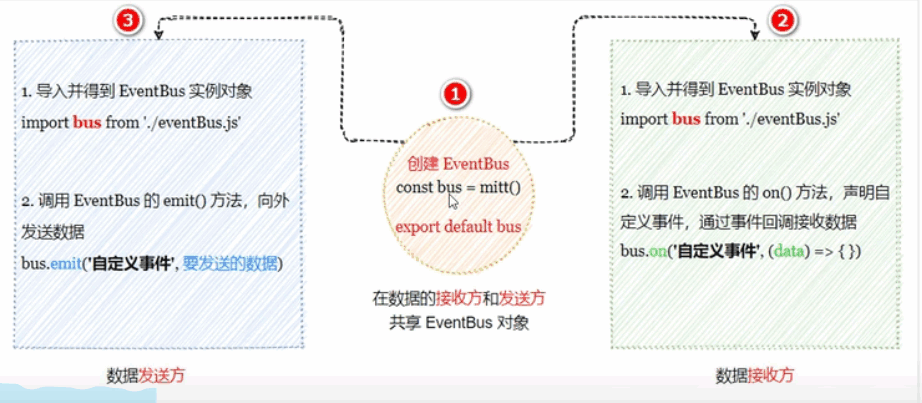 3
1. 导入并得到 EventBus 实例对象
import bus from './eventBus.js'
2. 调用 EventBus 的 emit() 方法，向外
发送数据
bus.emit('自定义事件', 要发送的数据)
数据发送方
1
创建 EventBus
const bus = mitt()
export default bus
在数据的接收方和发送方
共享 EventBus 对象
2
1. 导入并得到 EventBus 实例对象
import bus from './eventBus.js'
2. 调用 EventBus 的 on() 方法，声明自
定义事件，通过事件回调接收数据
bus.on('自定义事件', (data) => { })
数据接收方